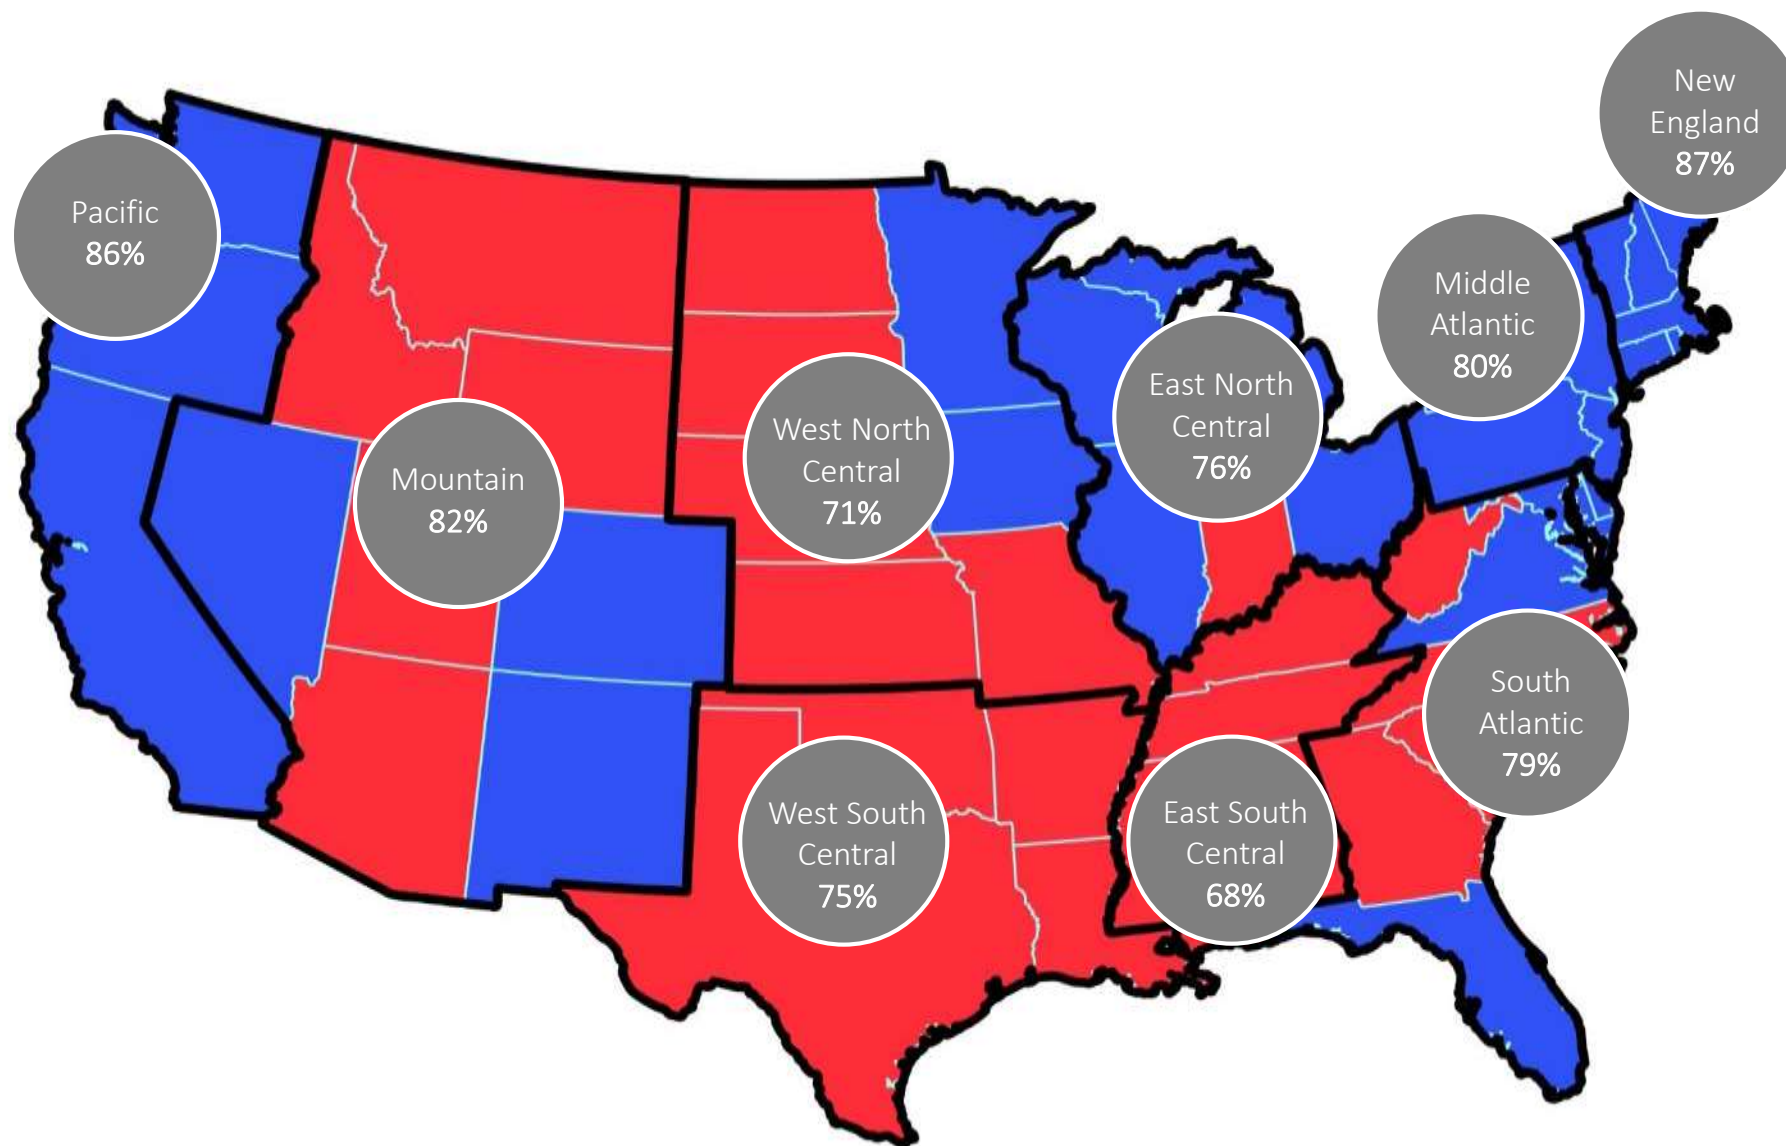 New
England
87%
Pacific
86%
Middle
Atlantic
80%
East North
Central
76%
West North
Central
71%
Mountain
82%
South
Atlantic
79%
West South
Central
75%
East South
Central
68%